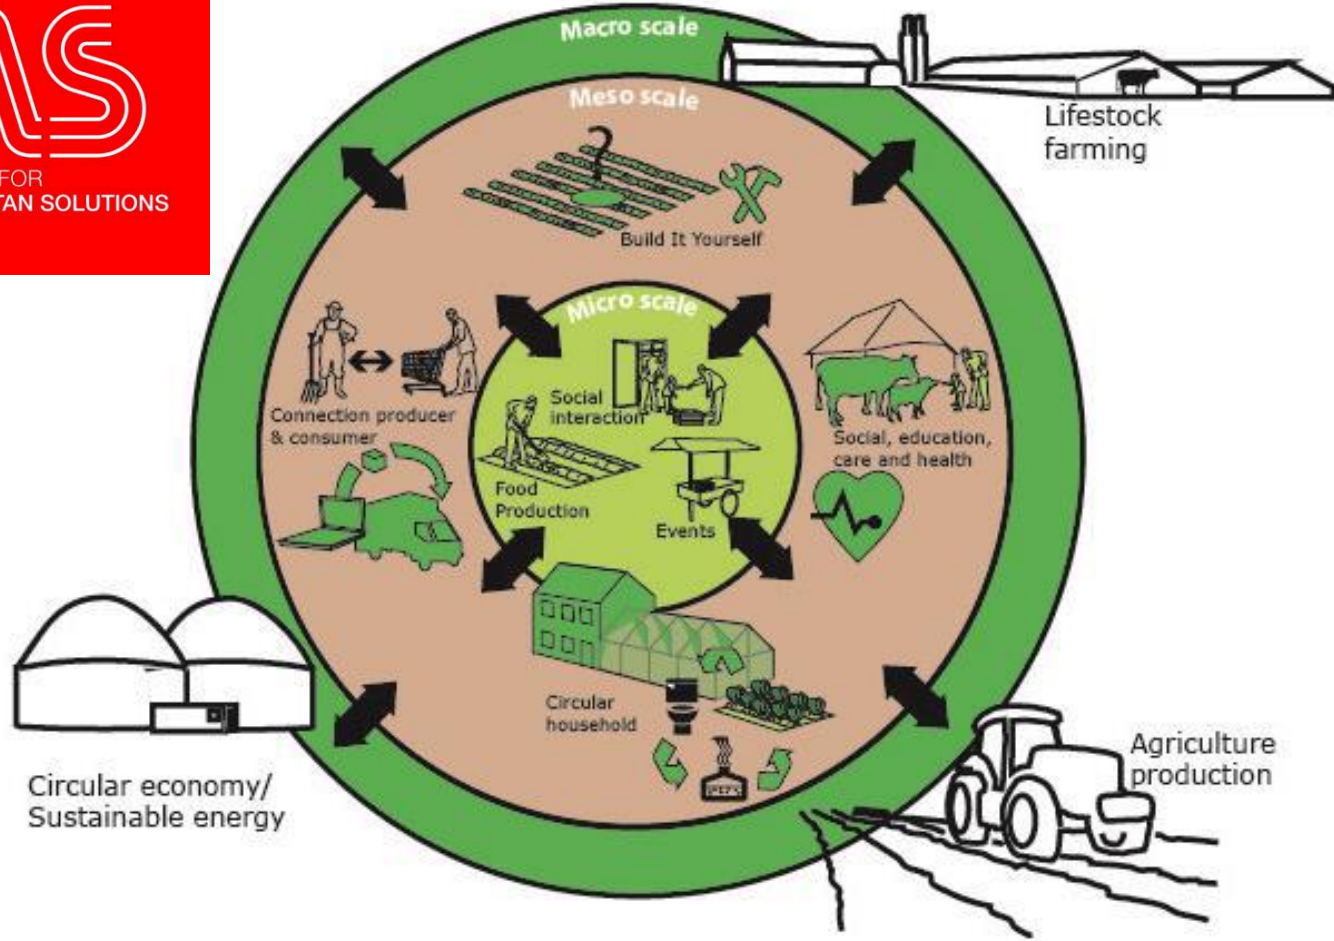 AS
FOR
TAN SOLUTIONS
Macro scale
Meso scale
Lifestock
farming
Build It Yourself
Micro scale
Social
interaction
Connection producer
& consumer
Social, education,
care and health
Food
Production
Events
Circular
household
Agriculture
production
Circular economy/
Sustainable energy